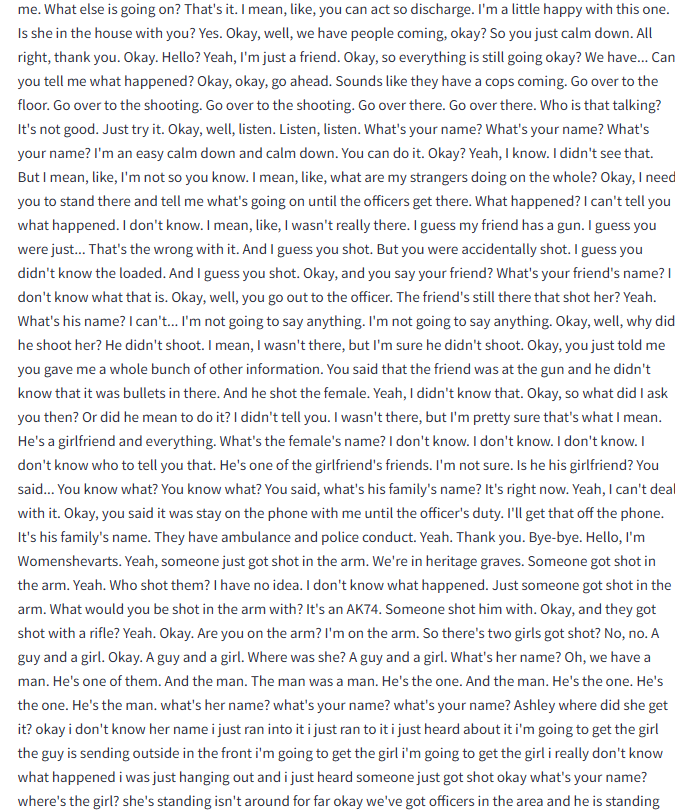 me. What else is going on? That's it. I mean, like, you can act so discharge. I'm a little happy with this one.
Is she in the house with you? Yes. Okay, well, we have people coming, okay? So you just calm down. All
right, thank you. Okay. Hello? Yeah, I'm just a friend. Okay, so everything is still going okay? We have... Can
you tell me what happened? Okay, okay, go ahead. Sounds like they have a cops coming. Go over to the
floor. Go over to the shooting. Go over to the shooting. Go over there. Go over there. Who is that talking?
It's not good. Just try it. Okay, well, listen. Listen, listen. What's your name? What's your name? What's
your name? I'm an easy calm down and calm down. You can do it. Okay? Yeah, I know. I didn't see that.
But I mean, like, I'm not so you know. I mean, like, what are my strangers doing on the whole? Okay, I need
you to stand there and tell me what's going on until the officers get there. What happened? I can't tell you
what happened. I don't know. I mean, like, I wasn't really there. I guess my friend has a gun. I guess you
were just... That's the wrong with it. And I guess you shot. But you were accidentally shot. I guess you
didn't know the loaded. And I guess you shot. Okay, and you say your friend? What's your friend's name? I
don't know what that is. Okay, well, you go out to the officer. The friend's still there that shot her? Yeah.
What's his name? I can't... I'm not going to say anything. I'm not going to say anything. Okay, well, why did
he shoot her? He didn't shoot. I mean, I wasn't there, but I'm sure he didn't shoot. Okay, you just told me
you gave me a whole bunch of other information. You said that the friend was at the gun and he didn't
know that it was bullets in there. And he shot the female. Yeah, I didn't know that. Okay, so what did I ask
you then? Or did he mean to do it? I didn't tell you. I wasn't there, but I'm pretty sure that's what I mean.
He's a girlfriend and everything. What's the female's name? I don't know. I don't know. I don't know. I
don't know who to tell you that. He's one of the girlfriend's friends. I'm not sure. Is he his girlfriend? You
said... You know what? You know what? You said, what's his family's name? It's right now. Yeah, I can't deal
with it. Okay, you said it was stay on the phone with me until the officer's duty. I'll get that off the phone.
It's his family's name. They have ambulance and police conduct. Yeah. Thank you. Bye-bye. Hello, I'm
Womenshevarts. Yeah, someone just got shot in the arm. We're in heritage graves. Someone got shot in
the arm. Yeah. Who shot them? I have no idea. I don't know what happened. Just someone got shot in the
arm. What would you be shot in the arm with? It's an AK74. Someone shot him with. Okay, and they got
shot with a rifle? Yeah. Okay. Are you on the arm? I'm on the arm. So there's two girls got shot? No, no. A
guy and a girl. Okay. A guy and a girl. Where was she? A guy and a girl. What's her name? Oh, we have a
man. He's one of them. And the man. The man was a man. He's the one. And the man. He's the one. He's
the one. He's the man. what's her name? what's your name? what's your name? Ashley where did she get
it? okay i don't know her name i just ran into it i just ran to it i just heard about it i'm going to get the girl
the guy is sending outside in the front i'm going to get the girl i'm going to get the girl i really don't know
what happened i was just hanging out and i just heard someone just got shot okay what's your name?
where's the girl? she's standing isn't around for far okay we've got officers in the area and he is standing